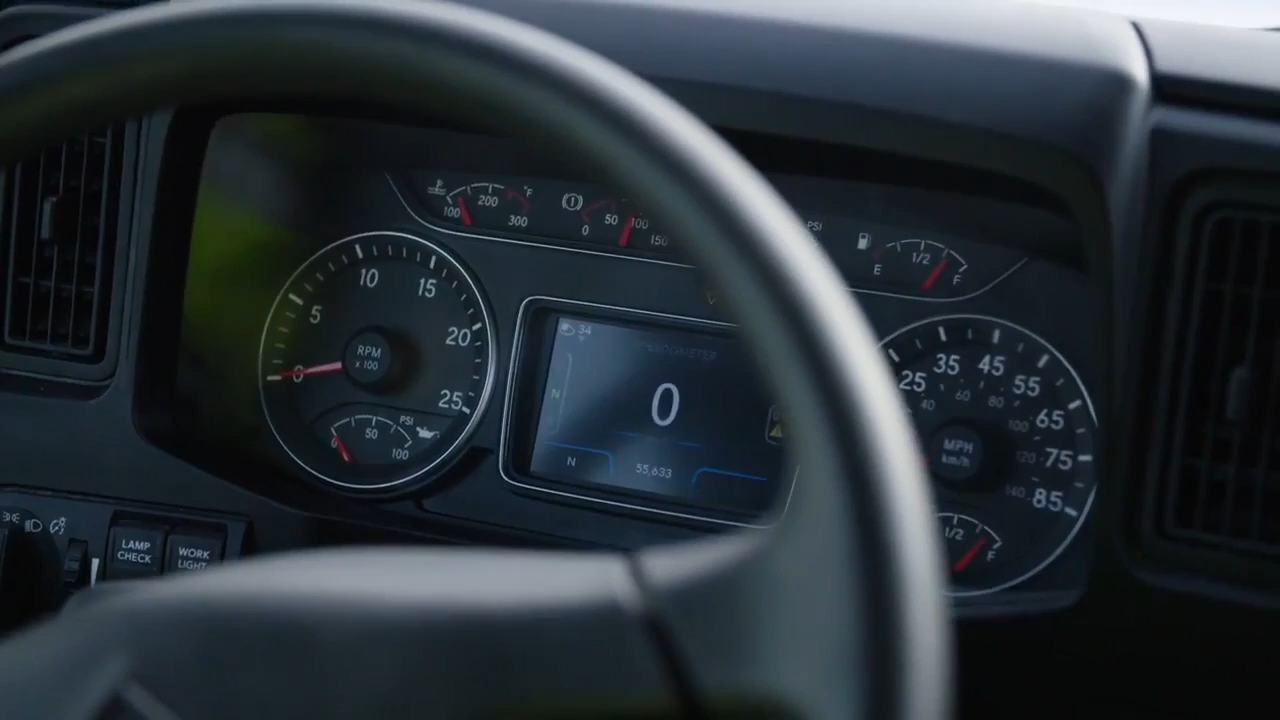 100
200
300
°F
0
50
100
150
PSI
E
1/2
F
0
5
10
15
20
25
RPM
x 100
0
50
100
PSI
34
SPEEDOMETER
0
N
N
55,633
25
35
45
55
65
75
85
40
60
80
100
120
140
MPH
km/h
1/2
F
LAMP
CHECK
WORK
LIGHT